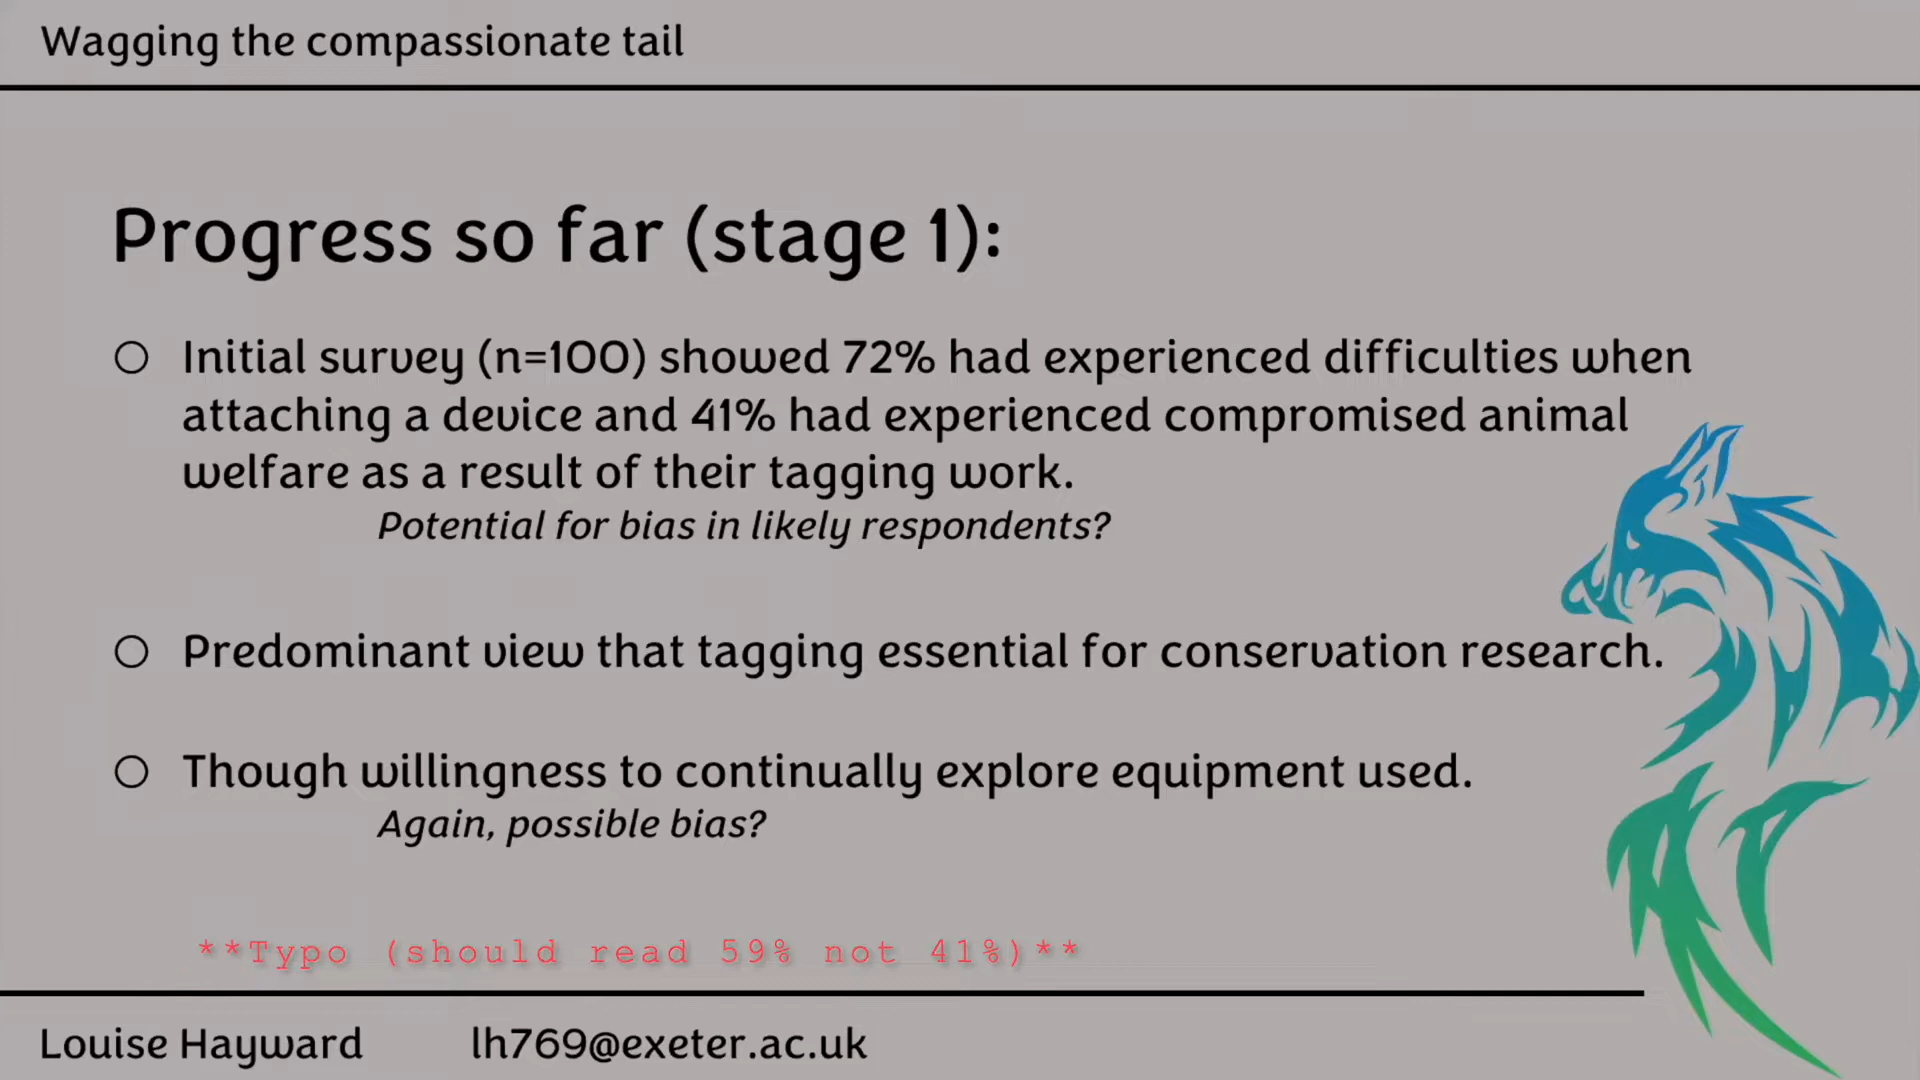 Wagging the compassionate tail
Progress so far (stage 1):
Initial survey (n=100) showed 72% had experienced difficulties when
attaching a device and 41% had experienced compromised animal
welfare as a result of their tagging work.
Potential for bias in likely respondents?
Predominant view that tagging essential for conservation research.
Though willingness to continually explore equipment used.
Again, possible bias?
**Typo (should read 59% not 41%)**
Louise Hayward lh769@exeter.ac.uk